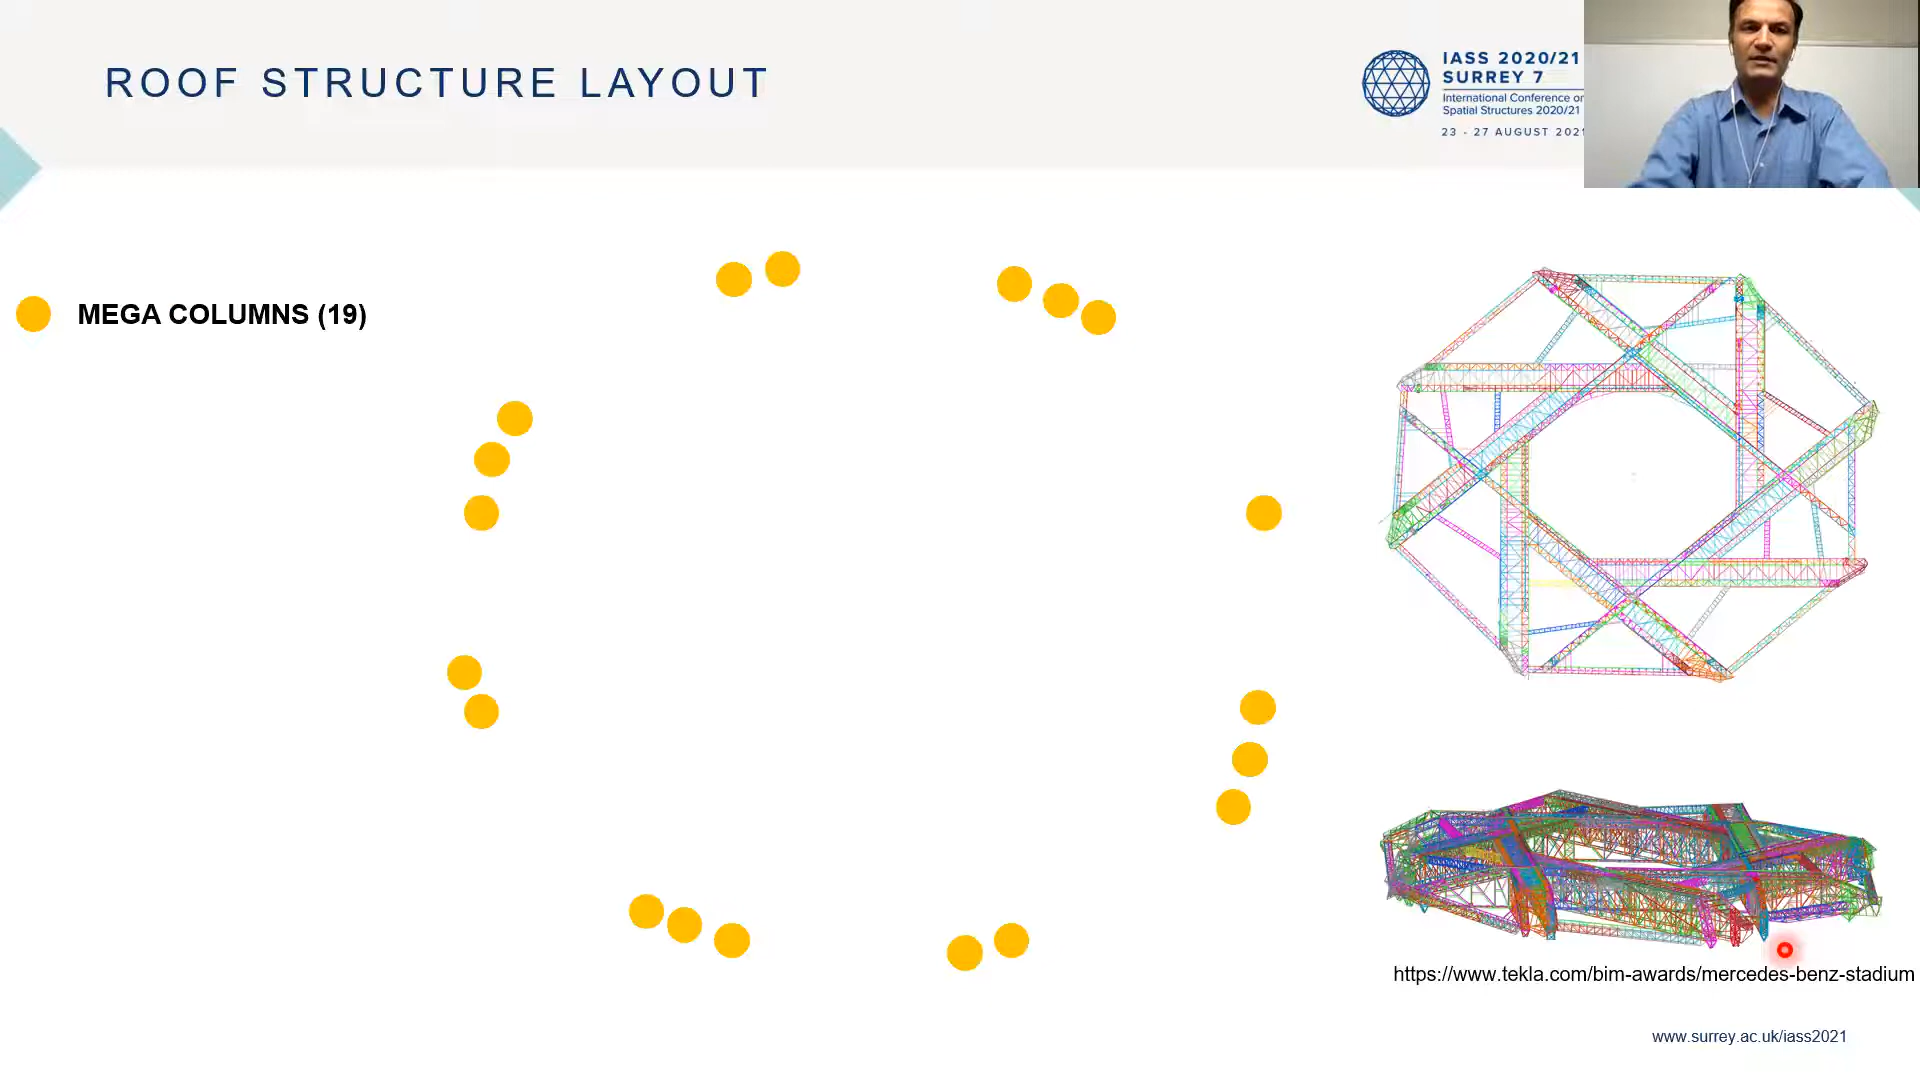 ROOF STRUCTURE LAYOUT
IASS 2020/21
SURREY 7
International Conference on
Spatial Structures 2020/21
23 - 27 AUGUST 2021
MEGA COLUMNS (19)
https://www.tekla.com/bim-awards/mercedes-benz-stadium
www.surrey.ac.uk/iass2021